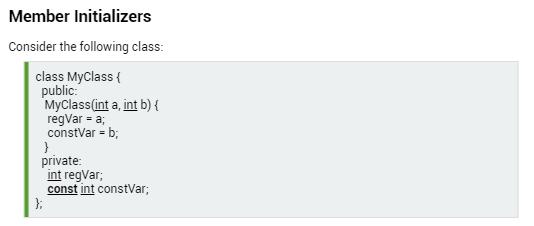 Member Initializers
Consider the following class:
class MyClass {
public:
MyClass(int a, int b) {
regVar = a;
constVar = b;
}
private:
int regVar;
const int constVar;
};